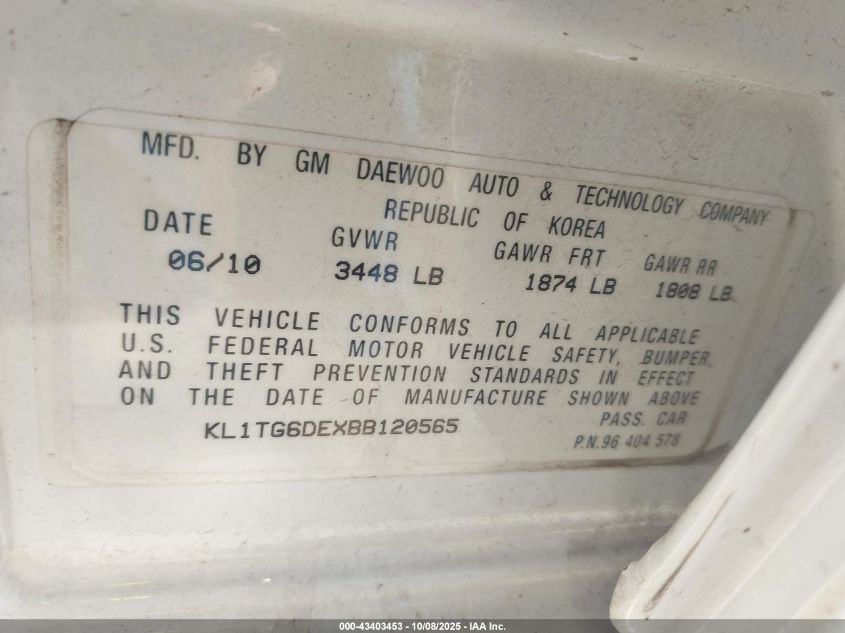 MFD. BY GM DAEWOO AUTO & TECHNOLOGY COMPANY
REPUBLIC OF KOREA
DATE GVWR GAWR FRT GAWR RR
06/10 3448 LB 1874 LB 1808 LB
THIS VEHICLE CONFORMS TO ALL APPLICABLE
U.S. FEDERAL MOTOR VEHICLE SAFETY, BUMPER,
AND THEFT PREVENTION STANDARDS IN EFFECT
ON THE DATE OF MANUFACTURE SHOWN ABOVE
PASS. CAR
KL1TG6DEXBB120565
P.N.96 404 578
000-43403453 - 10/08/2025 - IAA Inc.